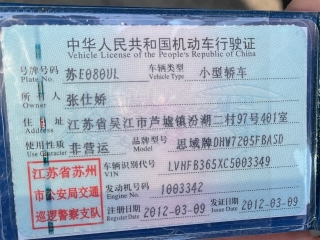 中华人民共和国机动车行驶证
Vehicle License of the People's Republic of China
号牌号码 苏E080UL 车辆类型 小型轿车
Plate No. Vehicle Type
所有人 张仕娇
Owner
住址 江苏省吴江市芦墟镇汾湖二村97号401室
Address
使用性质 非营运 品牌型号 思域牌DHW7205FBASD
Use Character Model
江苏省苏州 车辆识别代号 LVHFB365XC5003349
VIN
市公安局交通 发动机号码 1003342
Engine No.
巡逻警察支队 注册日期 2012-03-09 发证日期 2012-03-09
Register Date Issue Date